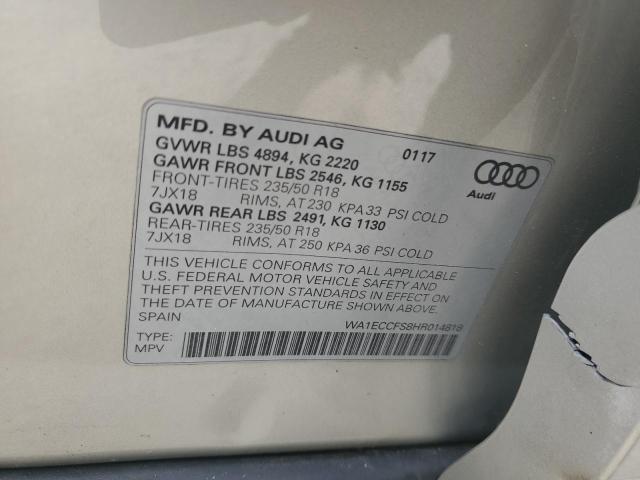 MFD. BY AUDI AG 0117
GVWR LBS 4894, KG 2220
GAWR FRONT LBS 2546, KG 1155
FRONT-TIRES 235/50 R18
7JX18 RIMS, AT 230 KPA 33 PSI COLD
GAWR REAR LBS 2491, KG 1130
REAR-TIRES 235/50 R18
7JX18 RIMS, AT 250 KPA 36 PSI COLD
Audi
THIS VEHICLE CONFORMS TO ALL APPLICABLE
U.S. FEDERAL MOTOR VEHICLE SAFETY AND
THEFT PREVENTION STANDARDS IN EFFECT ON
THE DATE OF MANUFACTURE SHOWN ABOVE.
SPAIN
WA1ECCFS8HR014818
TYPE:
MPV